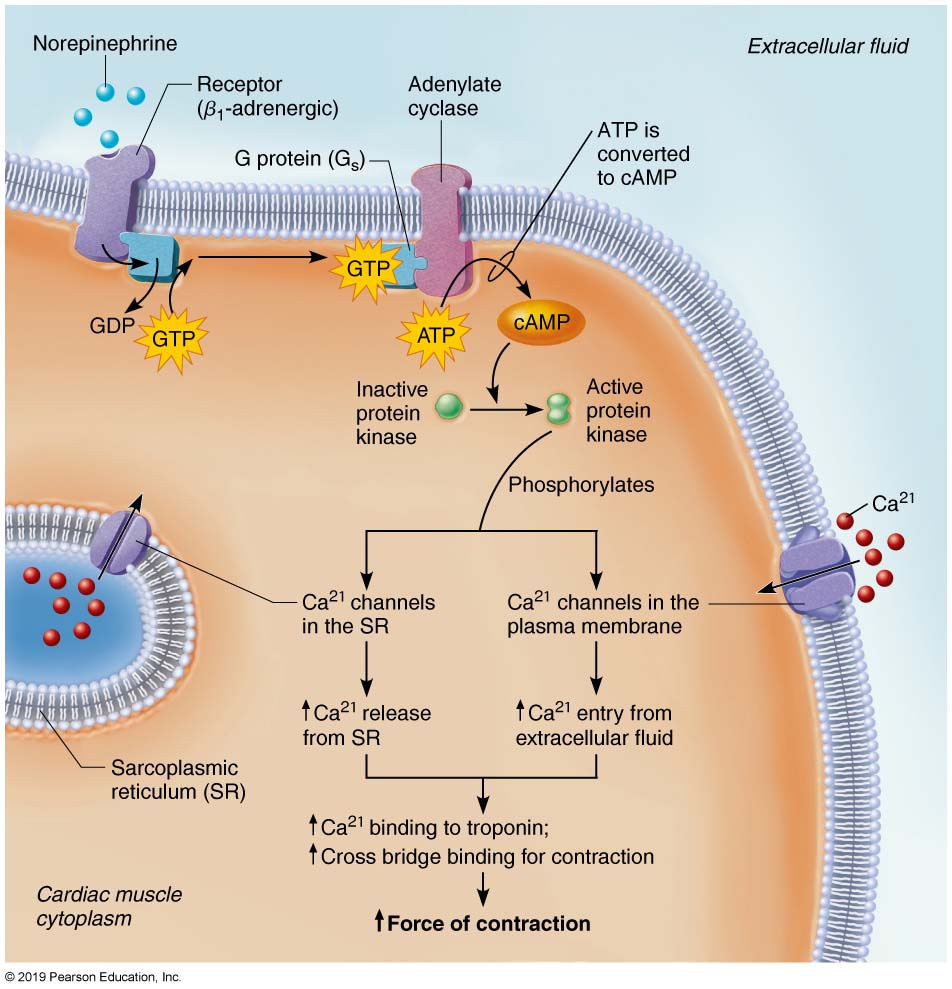 Norepinephrine
Extracellular fluid
Receptor
(β₁-adrenergic)
Adenylate
cyclase
G protein (Gₛ)
ATP is
converted
to cAMP
GTP
GDP
GTP
ATP
cAMP
Inactive
protein
kinase
Active
protein
kinase
Phosphorylates
Ca²¹
Ca²¹ channels
in the SR
Ca²¹ channels in the
plasma membrane
↑Ca²¹ release
from SR
↑Ca²¹ entry from
extracellular fluid
Sarcoplasmic
reticulum (SR)
↑Ca²¹ binding to troponin;
↑Cross bridge binding for contraction
Cardiac muscle
cytoplasm
↑Force of contraction
© 2019 Pearson Education, Inc.